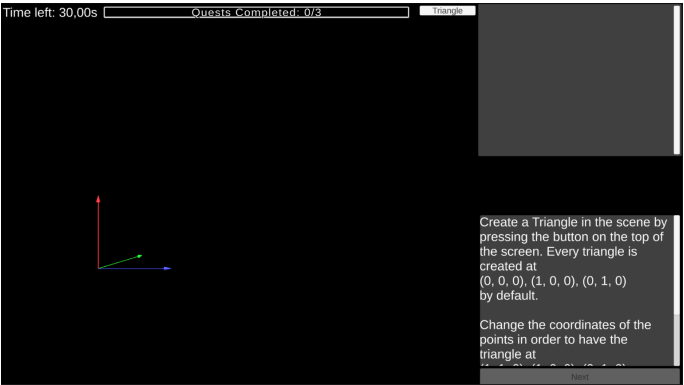 Time left: 30,00s
Quests Completed: 0/3
Triangle
Create a Triangle in the scene by
pressing the button on the top of
the screen. Every triangle is
created at
(0, 0, 0), (1, 0, 0), (0, 1, 0)
by default.
Change the coordinates of the
points in order to have the
triangle at
Next